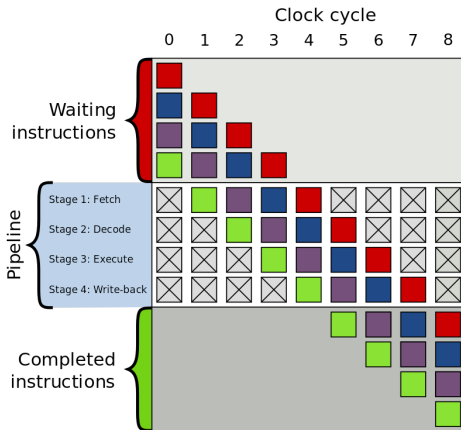 Clock cycle
0 1 2 3 4 5 6 7 8
Waiting
instructions
Pipeline
Stage 1: Fetch
Stage 2: Decode
Stage 3: Execute
Stage 4: Write-back
Completed
instructions